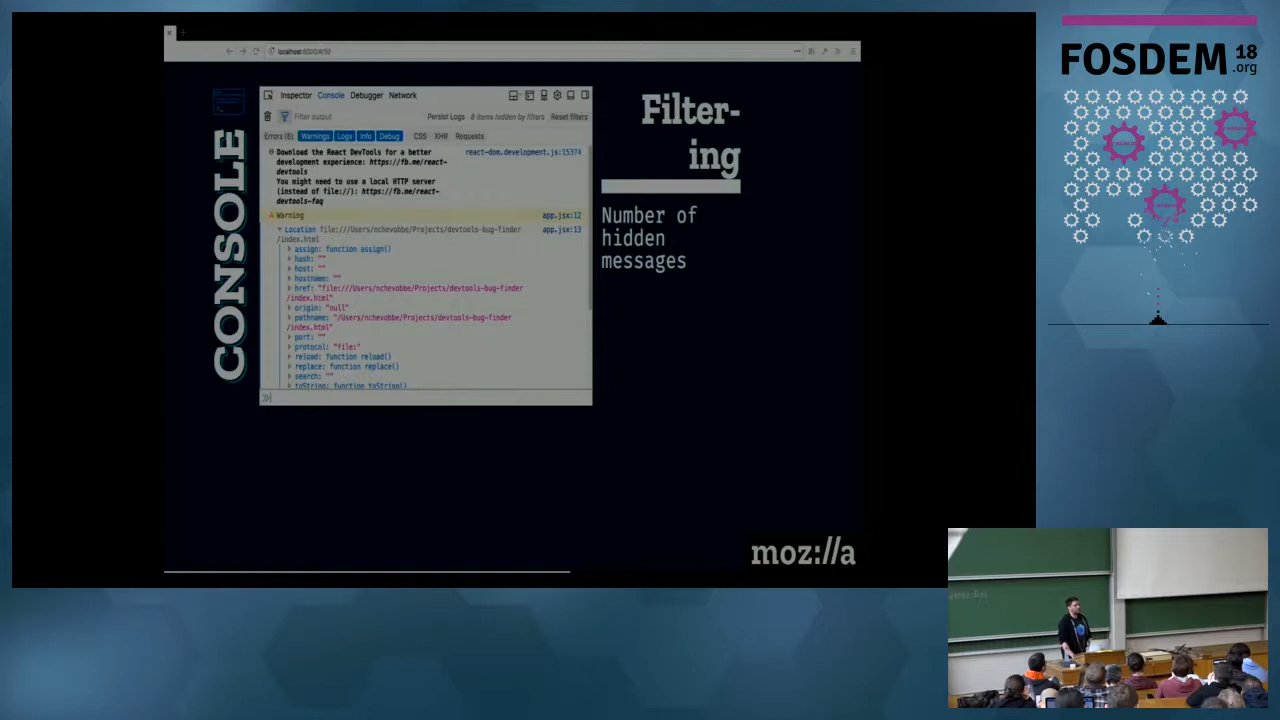 localhost:5000/#/30
CONSOLE
Inspector Console Debugger Network
Filter output Persist Logs 8 items hidden by filters Reset filters
Errors (8) Warnings Logs Info Debug CSS XHR Requests
Download the React DevTools for a better react-dom.development.js:15374
development experience: https://fb.me/react-
devtools
You might need to use a local HTTP server
(instead of file://): https://fb.me/react-
devtools-faq
Warning app.jsx:12
Location file:///Users/nchevobbe/Projects/devtools-bug-finder app.jsx:13
/index.html
assign: function assign()
hash: ""
host: ""
hostname: ""
href: "file:///Users/nchevobbe/Projects/devtools-bug-finder
/index.html"
origin: "null"
pathname: "/Users/nchevobbe/Projects/devtools-bug-finder
/index.html"
port: ""
protocol: "file:"
reload: function reload()
replace: function replace()
search: ""
toString: function toString()
Filter-
ing
Number of
hidden
messages
moz://a
FOSDEM 18
.org